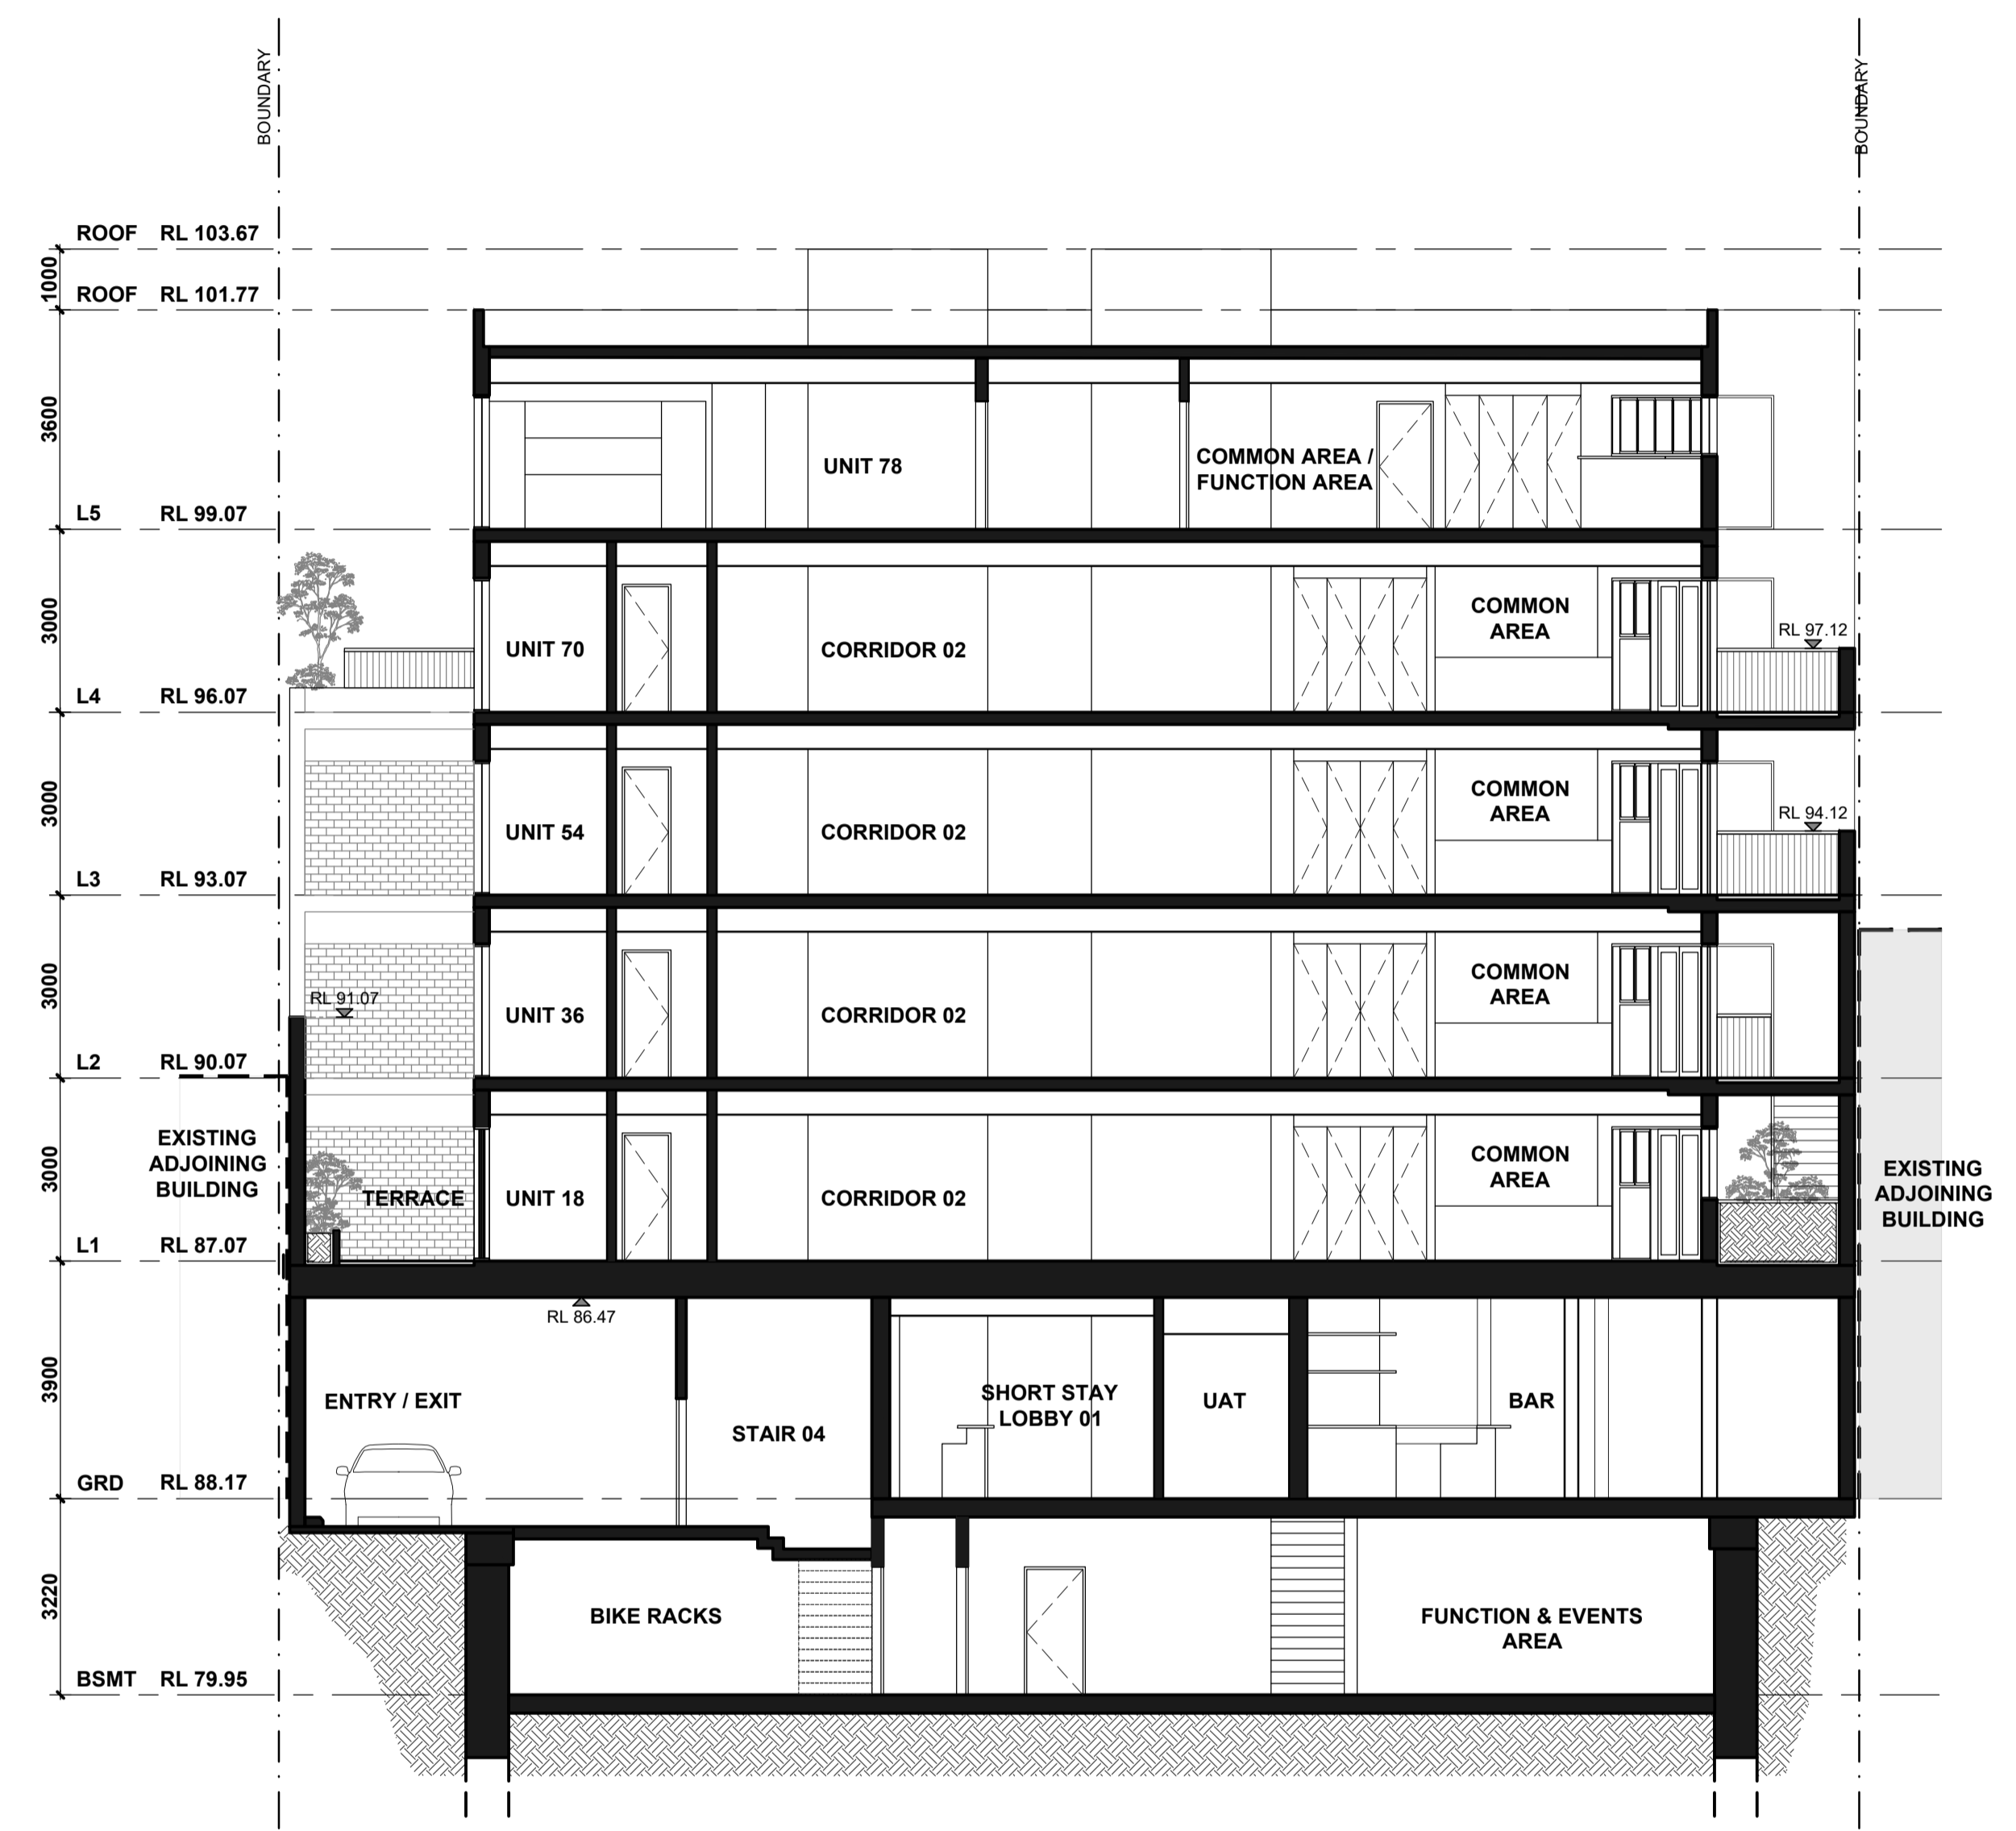 BOUNDARY
BOUNDARY
ROOF RL 103.67
1000
ROOF RL 101.77
3600
UNIT 78
COMMON AREA /
FUNCTION AREA
L5 RL 99.07
3000
UNIT 70
CORRIDOR 02
COMMON
AREA
RL 97.12
L4 RL 96.07
3000
UNIT 54
CORRIDOR 02
COMMON
AREA
RL 94.12
L3 RL 93.07
3000
RL 91.07
UNIT 36
CORRIDOR 02
COMMON
AREA
L2 RL 90.07
3000
EXISTING
ADJOINING
BUILDING
TERRACE
UNIT 18
CORRIDOR 02
COMMON
AREA
EXISTING
ADJOINING
BUILDING
L1 RL 87.07
RL 86.47
3900
ENTRY / EXIT
STAIR 04
SHORT STAY
LOBBY 01
UAT
BAR
GRD RL 88.17
3220
BIKE RACKS
FUNCTION & EVENTS
AREA
BSMT RL 79.95